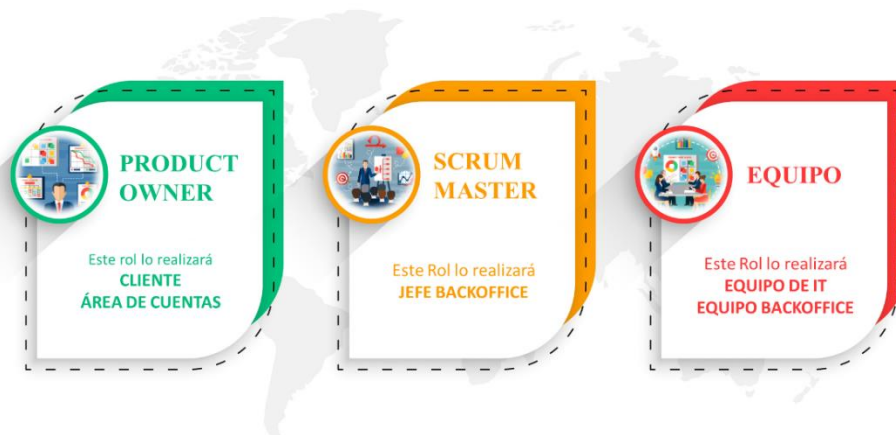 PRODUCT
OWNER
Este rol lo realizará
CLIENTE
ÁREA DE CUENTAS
SCRUM
MASTER
Este Rol lo realizará
JEFE BACKOFFICE
EQUIPO
Este Rol lo realizará
EQUIPO DE IT
EQUIPO BACKOFFICE